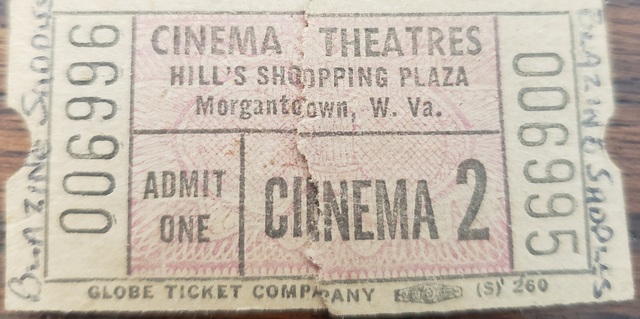 BLAZING SADDLES
006996
CINEMA THEATRES
HILL'S SHOPPING PLAZA
Morgantown, W. Va.
ADMIT
ONE
CINEMA 2
GLOBE TICKET COMPANY
(S) 260
006995
BLAZING SADDLES